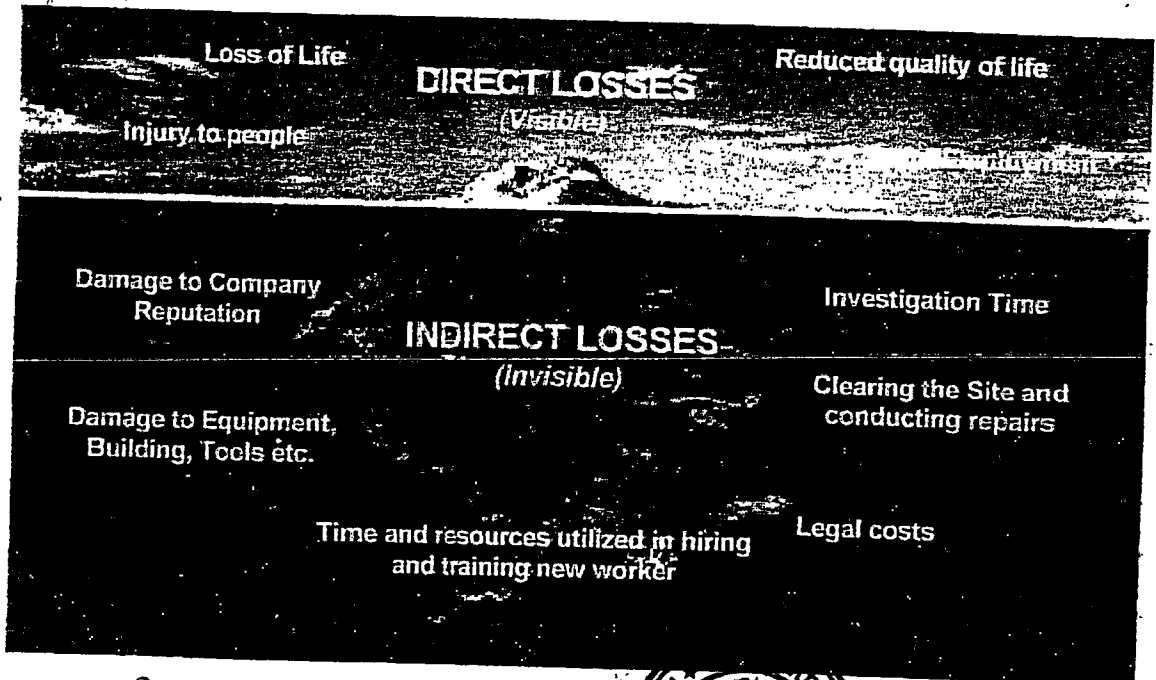 Loss of Life
DIRECT LOSSES
(Visible)
Reduced quality of life
Injury to people
Damage to Company
Reputation
INDIRECT LOSSES
(Invisible)
Investigation Time
Clearing the Site and
conducting repairs
Damage to Equipment,
Building, Tools etc.
Time and resources utilized in hiring
and training new worker
Legal costs